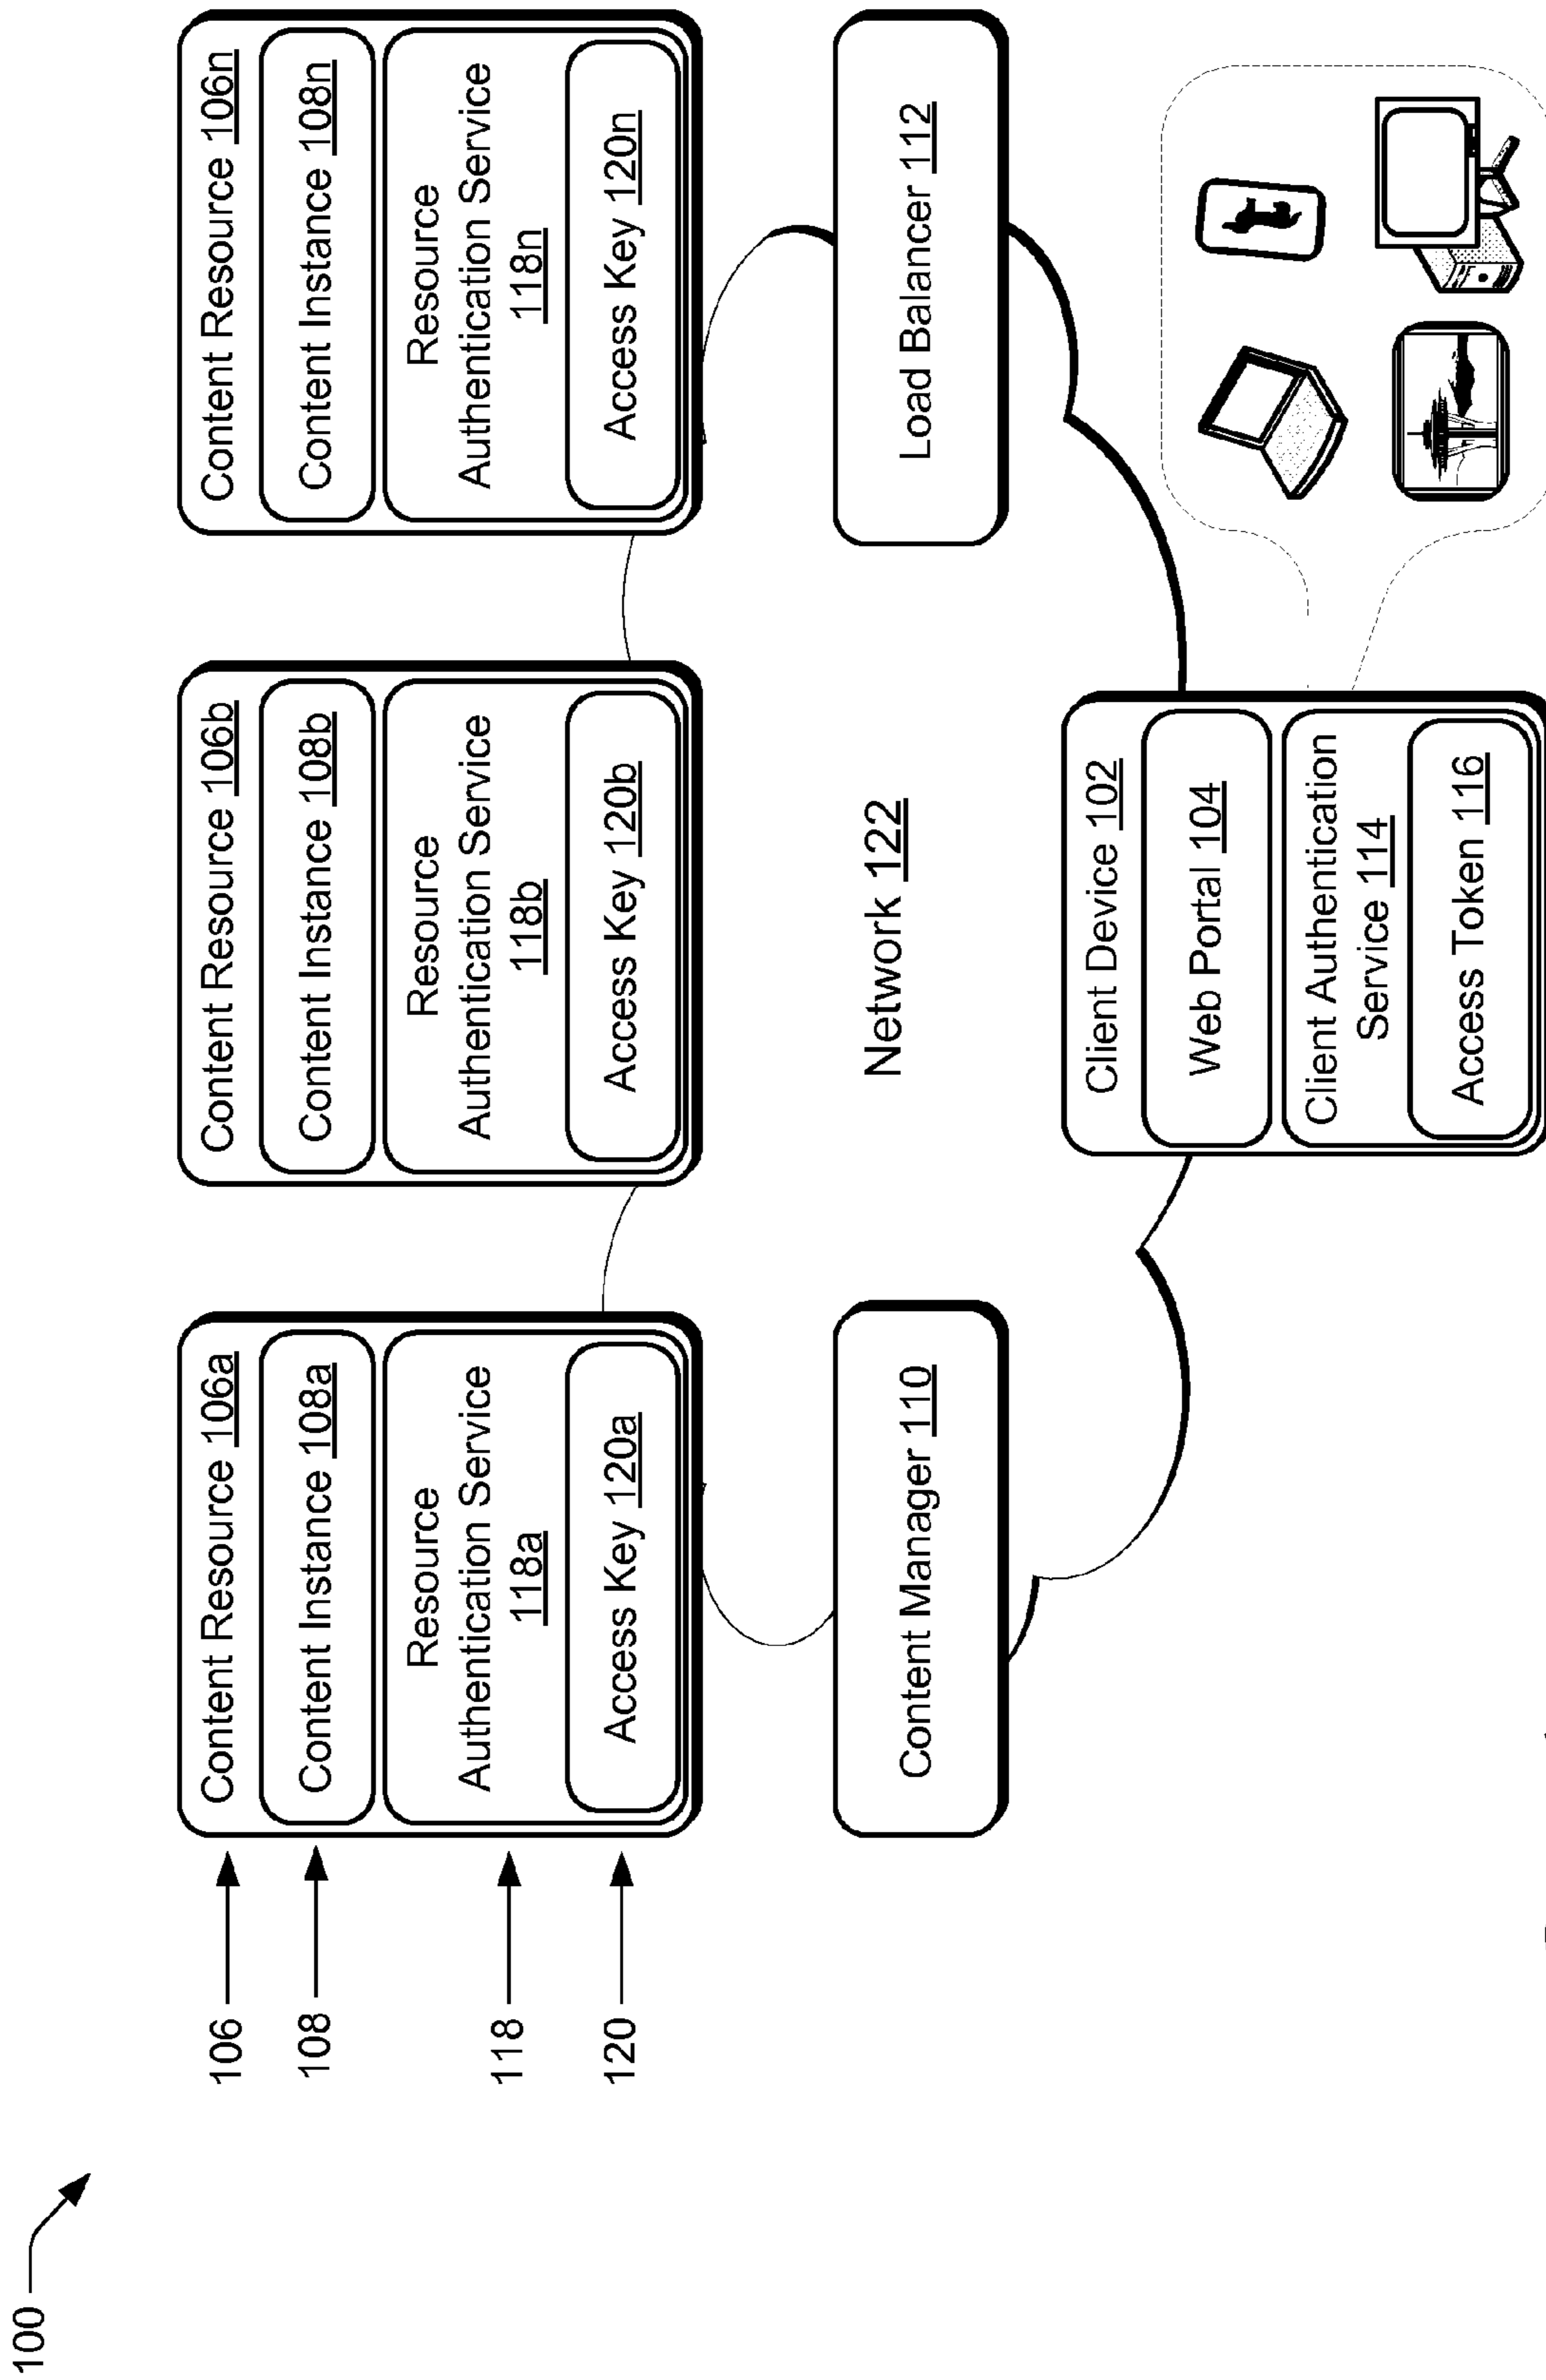 100
106
108
118
120
Content Resource 106a
Content Instance 108a
Resource
Authentication Service
118a
Access Key 120a
Content Resource 106b
Content Instance 108b
Resource
Authentication Service
118b
Access Key 120b
Content Resource 106n
Content Instance 108n
Resource
Authentication Service
118n
Access Key 120n
Content Manager 110
Network 122
Load Balancer 112
Client Device 102
Web Portal 104
Client Authentication
Service 114
Access Token 116